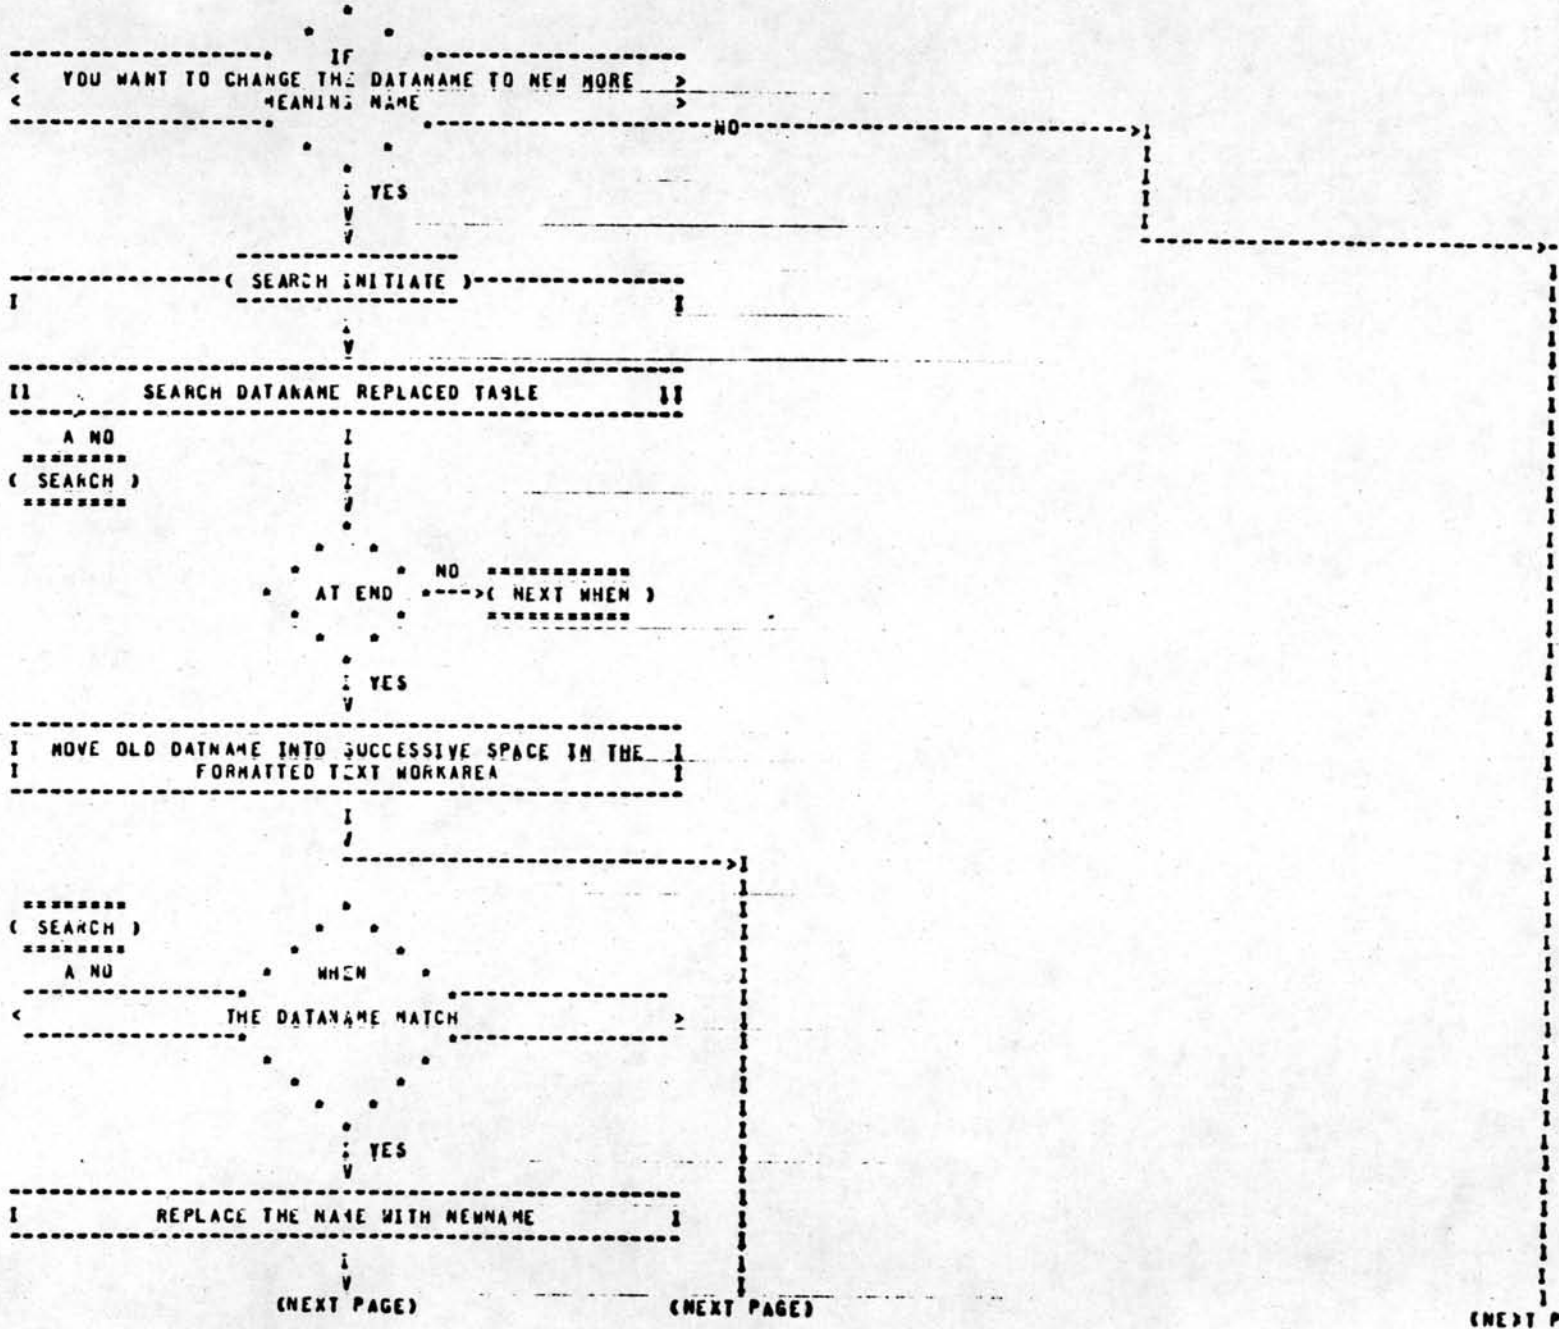 IF
YOU WANT TO CHANGE THE DATANAME TO NEW MORE
MEANING NAME
NO
YES
( SEARCH INITIATE )
SEARCH DATANAME REPLACED TABLE
A NO
( SEARCH )
AT END
NO
( NEXT WHEN )
YES
MOVE OLD DATNAME INTO SUCCESSIVE SPACE IN THE
FORMATTED TEXT WORKAREA
( SEARCH )
A NO
WHEN
THE DATANAME MATCH
YES
REPLACE THE NAME WITH NEWNAME
(NEXT PAGE)
(NEXT PAGE)
(NEXT P